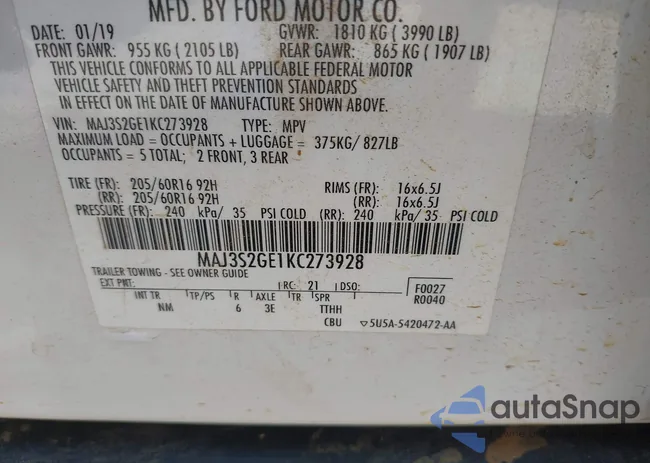 MFD. BY FORD MOTOR CO.
DATE: 01/19 GVWR: 1810 KG ( 3990 LB)
FRONT GAWR: 955 KG ( 2105 LB) REAR GAWR: 865 KG ( 1907 LB)
THIS VEHICLE CONFORMS TO ALL APPLICABLE FEDERAL MOTOR
VEHICLE SAFETY AND THEFT PREVENTION STANDARDS
IN EFFECT ON THE DATE OF MANUFACTURE SHOWN ABOVE.
VIN: MAJ3S2GE1KC273928 TYPE: MPV
MAXIMUM LOAD = OCCUPANTS + LUGGAGE = 375KG/ 827LB
OCCUPANTS = 5 TOTAL; 2 FRONT, 3 REAR
TIRE (FR): 205/60R16 92H RIMS (FR): 16x6.5J
(RR): 205/60R16 92H (RR): 16x6.5J
PRESSURE (FR): 240 kPa/ 35 PSI COLD (RR): 240 kPa/ 35 PSI COLD
MAJ3S2GE1KC273928
TRAILER TOWING - SEE OWNER GUIDE
EXT PNT: RC: 21 DSO: F0027
R0040
INT TR TP/PS R AXLE TR SPR
NM 6 3E TTHH
CBU ▽5U5A-5420472-AA
autaSnap